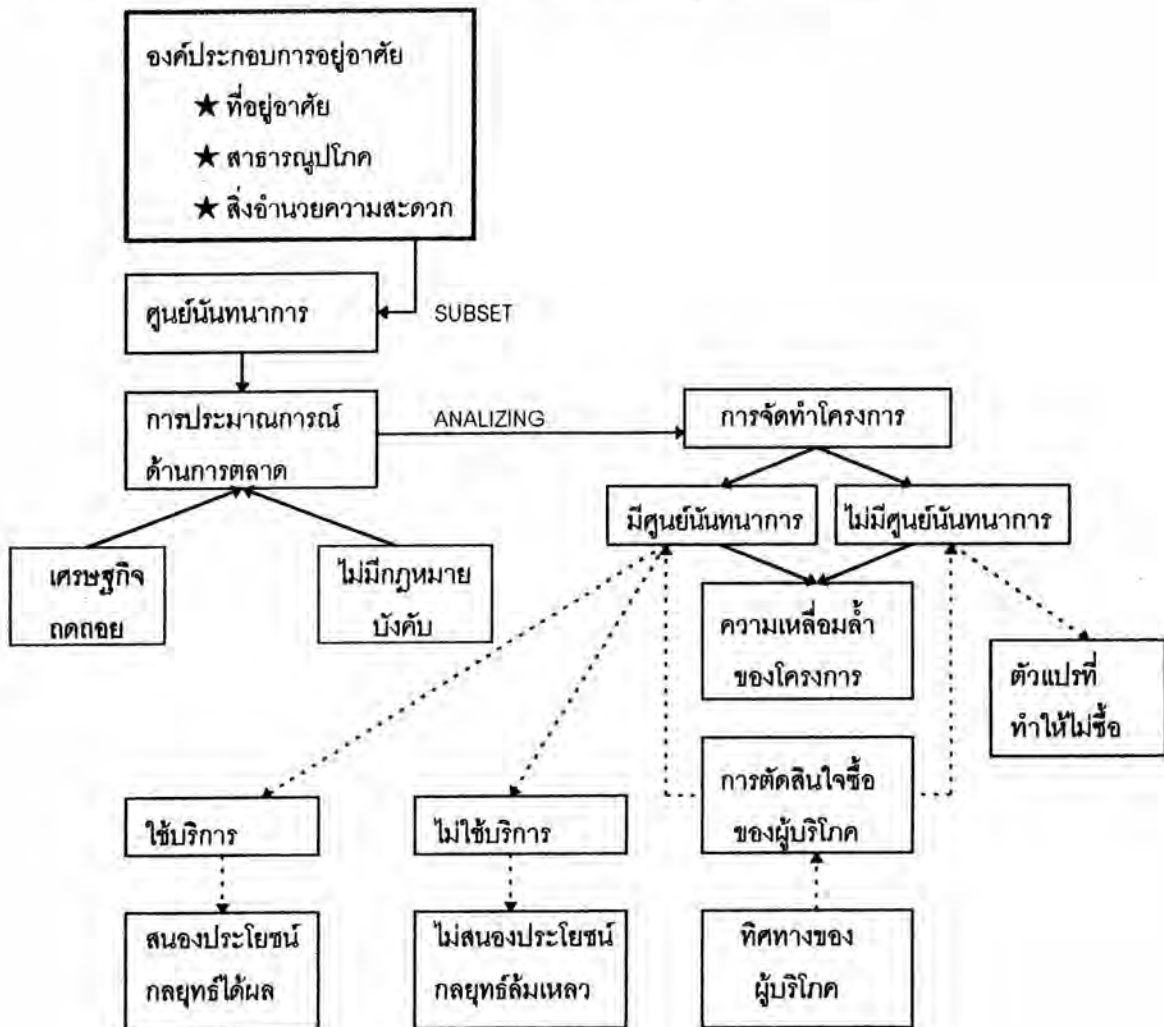 องค์ประกอบการอยู่อาศัย
★ ที่อยู่อาศัย
★ สาธารณูปโภค
★ สิ่งอำนวยความสะดวก
ศูนย์นันทนาการ
SUBSET
การประมาณการณ์
ด้านการตลาด
ANALIZING
การจัดทำโครงการ
มีศูนย์นันทนาการ
ไม่มีศูนย์นันทนาการ
เศรษฐกิจ
ถดถอย
ไม่มีกฎหมาย
บังคับ
ความเหลื่อมล้ำ
ของโครงการ
ตัวแปรที่
ทำให้ไม่ซื้อ
การตัดสินใจซื้อ
ของผู้บริโภค
ใช้บริการ
ไม่ใช้บริการ
สนองประโยชน์
กลยุทธ์ได้ผล
ไม่สนองประโยชน์
กลยุทธ์ล้มเหลว
ทิศทางของ
ผู้บริโภค